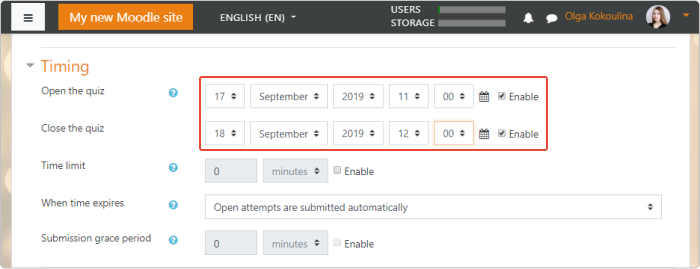 My new Moodle site ENGLISH (EN) USERS
STORAGE Olga Kokoulina
Timing
Open the quiz 17 September 2019 11 00 Enable
Close the quiz 18 September 2019 12 00 Enable
Time limit 0 minutes Enable
When time expires Open attempts are submitted automatically
Submission grace period 0 minutes Enable